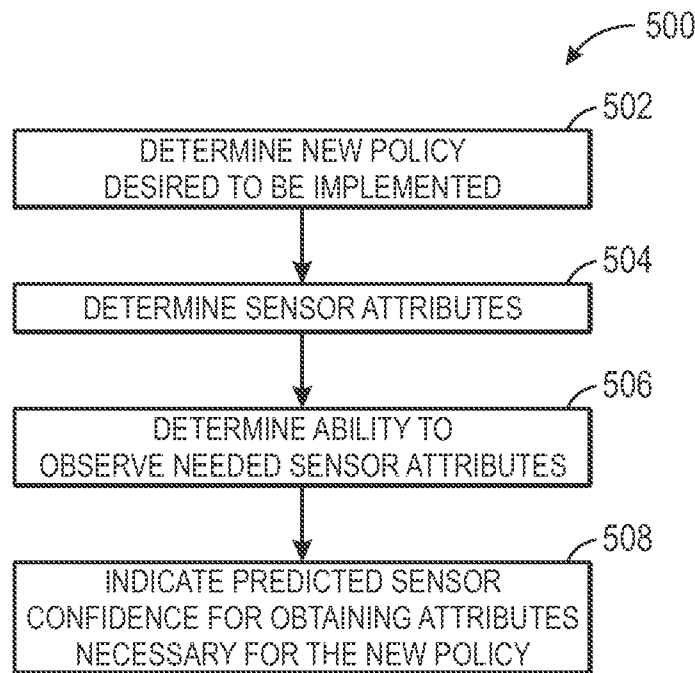 500
502
DETERMINE NEW POLICY
DESIRED TO BE IMPLEMENTED
504
DETERMINE SENSOR ATTRIBUTES
506
DETERMINE ABILITY TO
OBSERVE NEEDED SENSOR ATTRIBUTES
508
INDICATE PREDICTED SENSOR
CONFIDENCE FOR OBTAINING ATTRIBUTES
NECESSARY FOR THE NEW POLICY